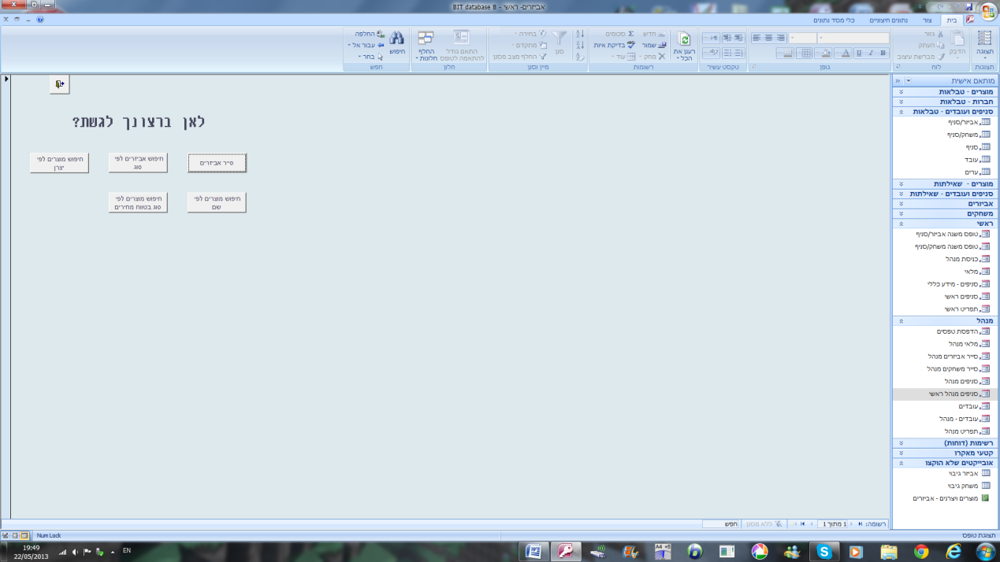 אביזרים- ראשי - BIT database 8
בית
צור
נתונים חיצוניים
כלי מסד נתונים
תצוגה
תצוגות
הדבק
גזור
העתק
מברשת עיצוב
לוח
גופן
טקסט עשיר
רענן את הכל
חדש
שמור
מחק
סכומים
בדיקת איות
עוד
רשומות
סנן
בחירה
מתקדם
החלף מצב מסנן
מיין וסנן
התאם גודל
להתאמה לטופס
החלף
חלונות
חלון
חיפוש
החלפה
עבור אל
בחר
חפש
לאן ברצונך לגשת?
סייר אביזרים
חיפוש אביזרים לפי
סוג
חיפוש מוצרים לפי
יצרן
חיפוש מוצרים לפי
שם
חיפוש מוצרים לפי
סוג בטווח מחירים
מותאם אישית
מוצרים - טבלאות
חברות - טבלאות
סניפים ועובדים - טבלאות
אביזר/סניף
משחק/סניף
סניף
עובד
ערים
מוצרים - שאילתות
סניפים ועובדים - שאילתות
אביזרים
משחקים
ראשי
טופס משנה אביזר/סניף
טופס משנה משחק/סניף
כניסת מנהל
מלאי
סניפים - מידע כללי
סניפים ראשי
תפריט ראשי
מנהל
הדפסת טפסים
מלאי מנהל
סייר אביזרים מנהל
סייר משחקים מנהל
סניפים מנהל
סניפים מנהל ראשי
עובדים
עובדים - מנהל
תפריט מנהל
רשימות (דוחות)
קטעי מאקרו
אובייקטים שלא הוקצו
אביזר גיבוי
משחק גיבוי
מוצרים ויצרנים - אביזרים
רשומה: 1 מתוך 1
ללא מסנן
חפש
תצוגת טופס
Num Lock
EN
19:49
22/05/2013